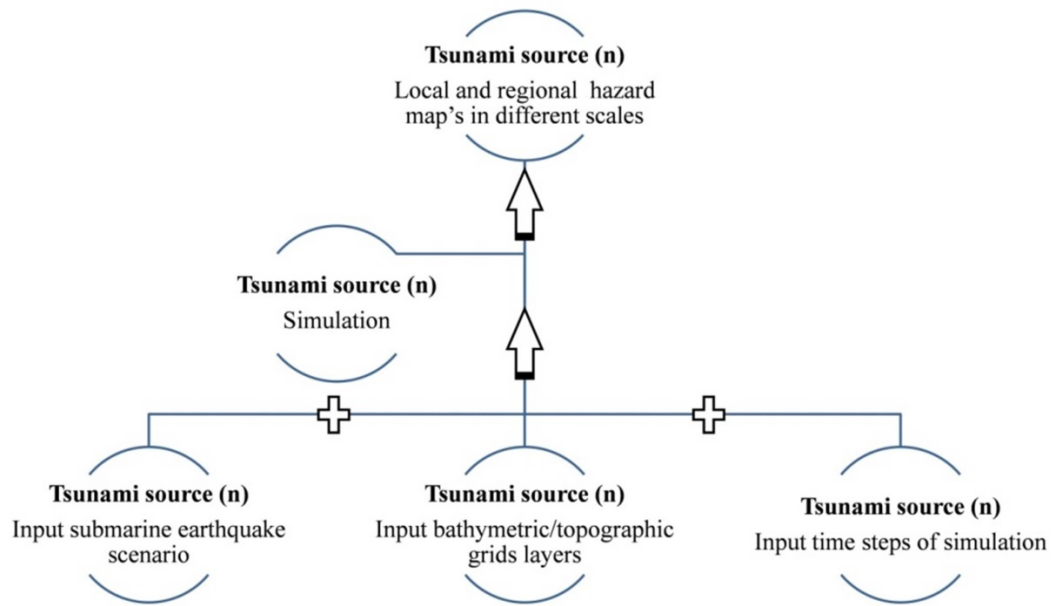 Tsunami source (n)
Local and regional hazard
map's in different scales
Tsunami source (n)
Simulation
Tsunami source (n)
Input submarine earthquake
scenario
Tsunami source (n)
Input bathymetric/topographic
grids layers
Tsunami source (n)
Input time steps of simulation